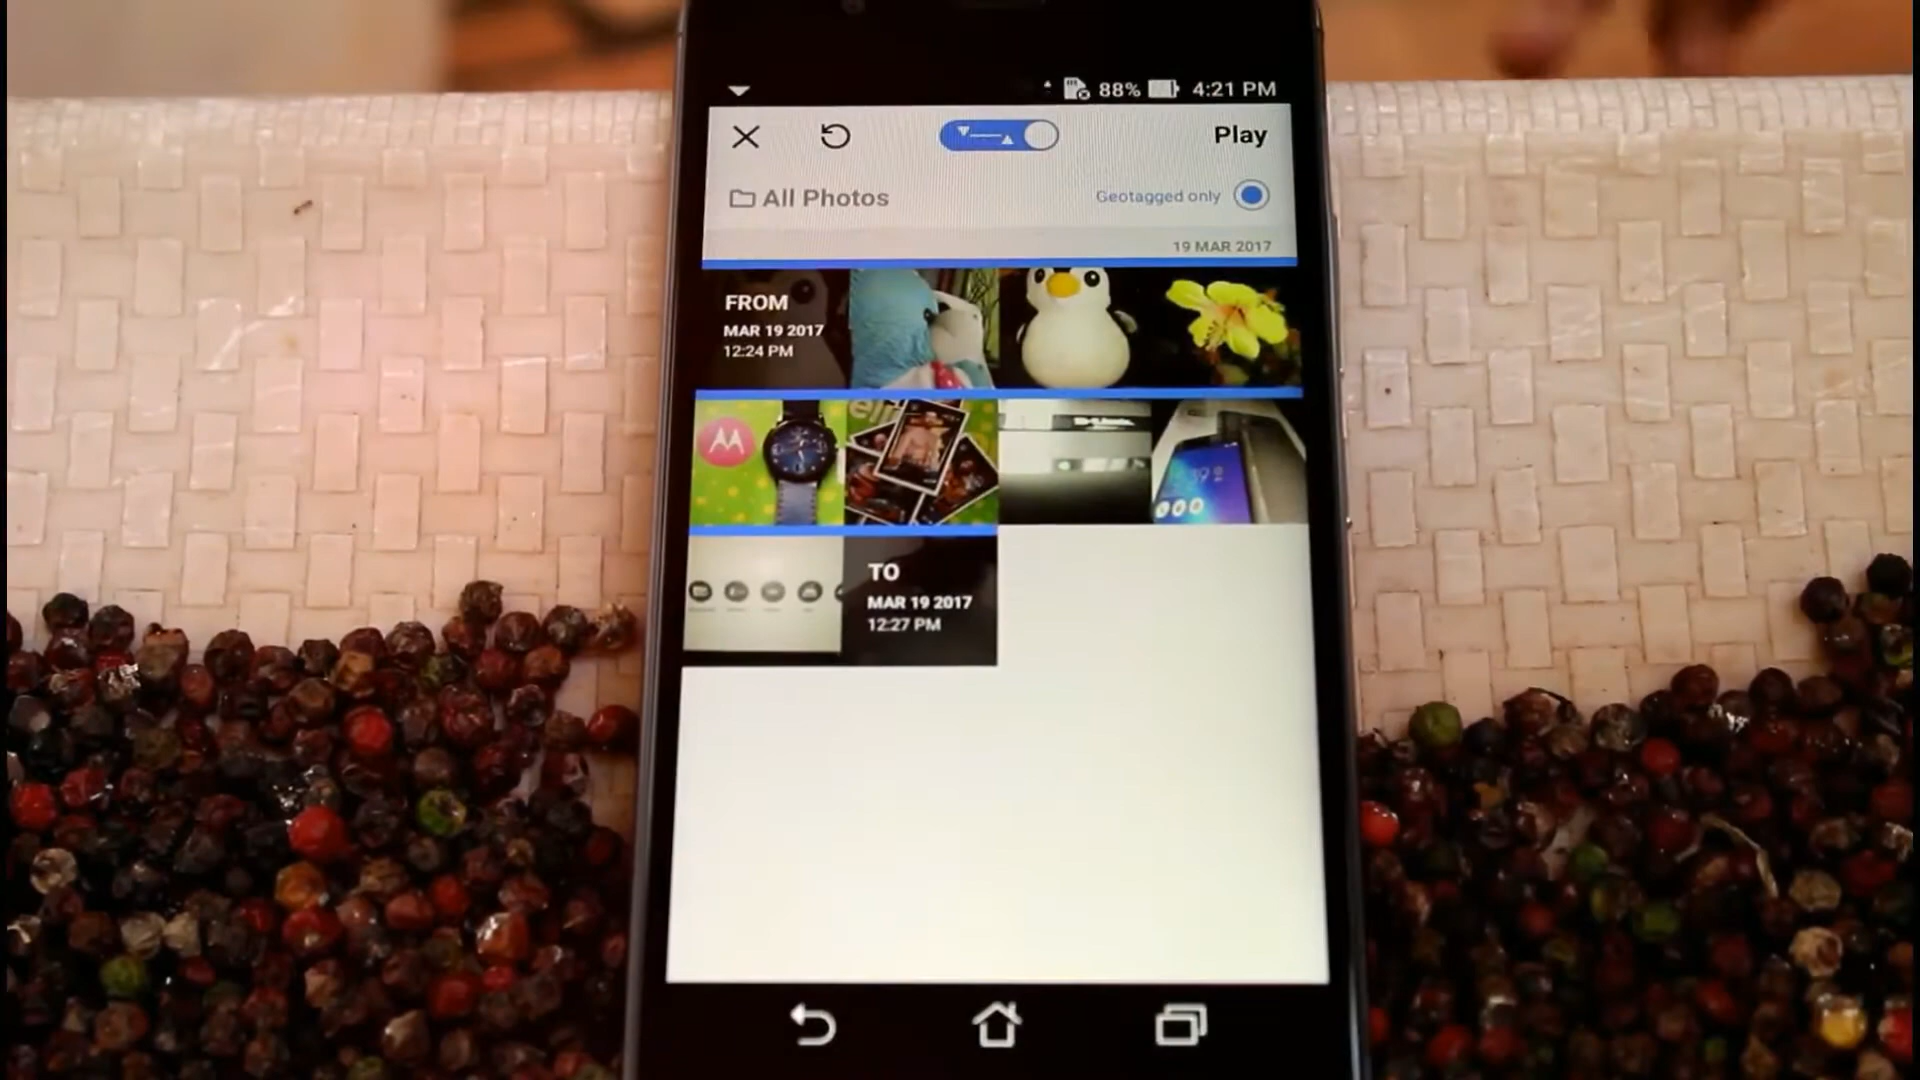 88% 4:21 PM
Play
All Photos
Geotagged only
19 MAR 2017
FROM
MAR 19 2017
12:24 PM
TO
MAR 19 2017
12:27 PM